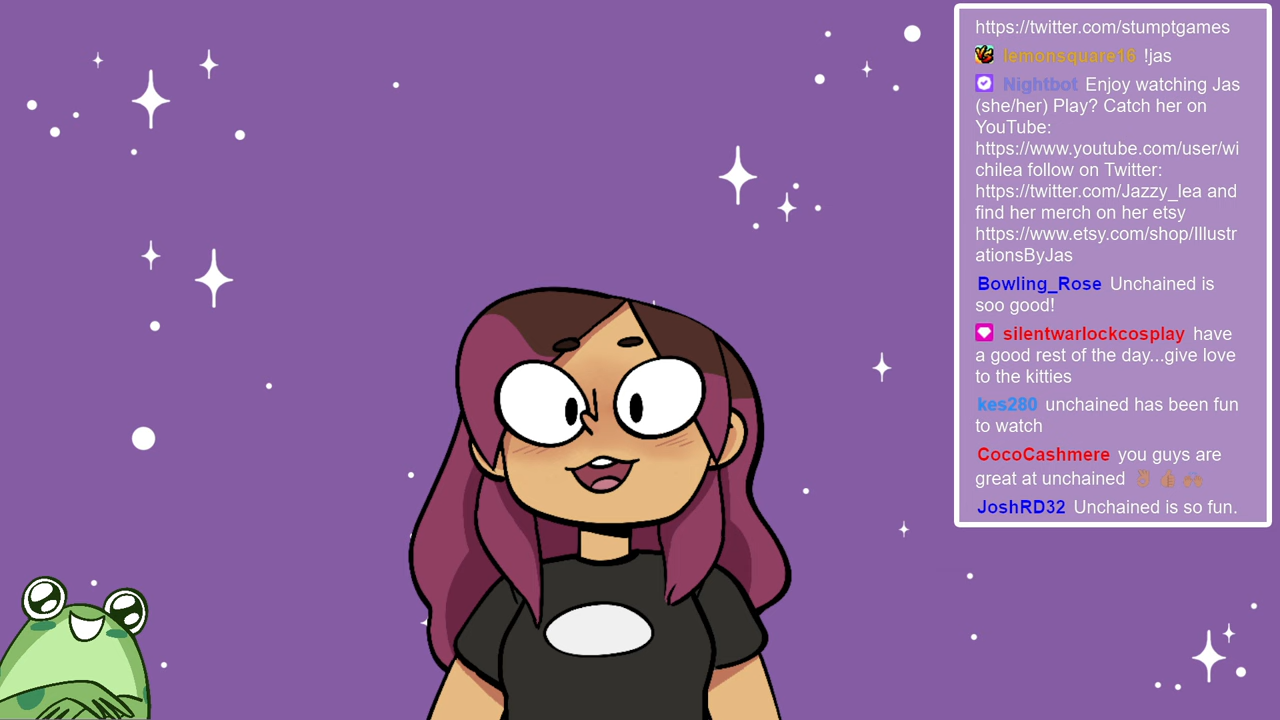 https://twitter.com/stumptgames
lemonsquare16 !jas
Nightbot Enjoy watching Jas
(she/her) Play? Catch her on
YouTube:
https://www.youtube.com/user/wi
chilea follow on Twitter:
https://twitter.com/Jazzy_lea and
find her merch on her etsy
https://www.etsy.com/shop/Illustr
ationsByJas
Bowling_Rose Unchained is
soo good!
silentwarlockcosplay have
a good rest of the day...give love
to the kitties
kes280 unchained has been fun
to watch
CocoCashmere you guys are
great at unchained
JoshRD32 Unchained is so fun.